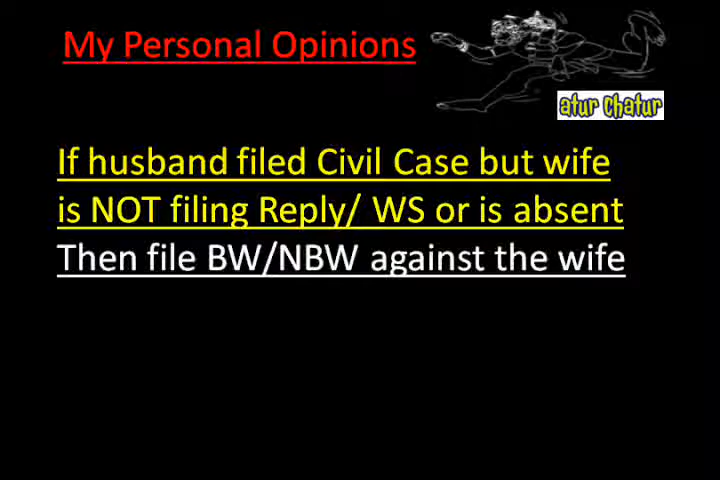 My Personal Opinions
atur chatur
If husband filed Civil Case but wife
is NOT filing Reply/ WS or is absent
Then file BW/NBW against the wife